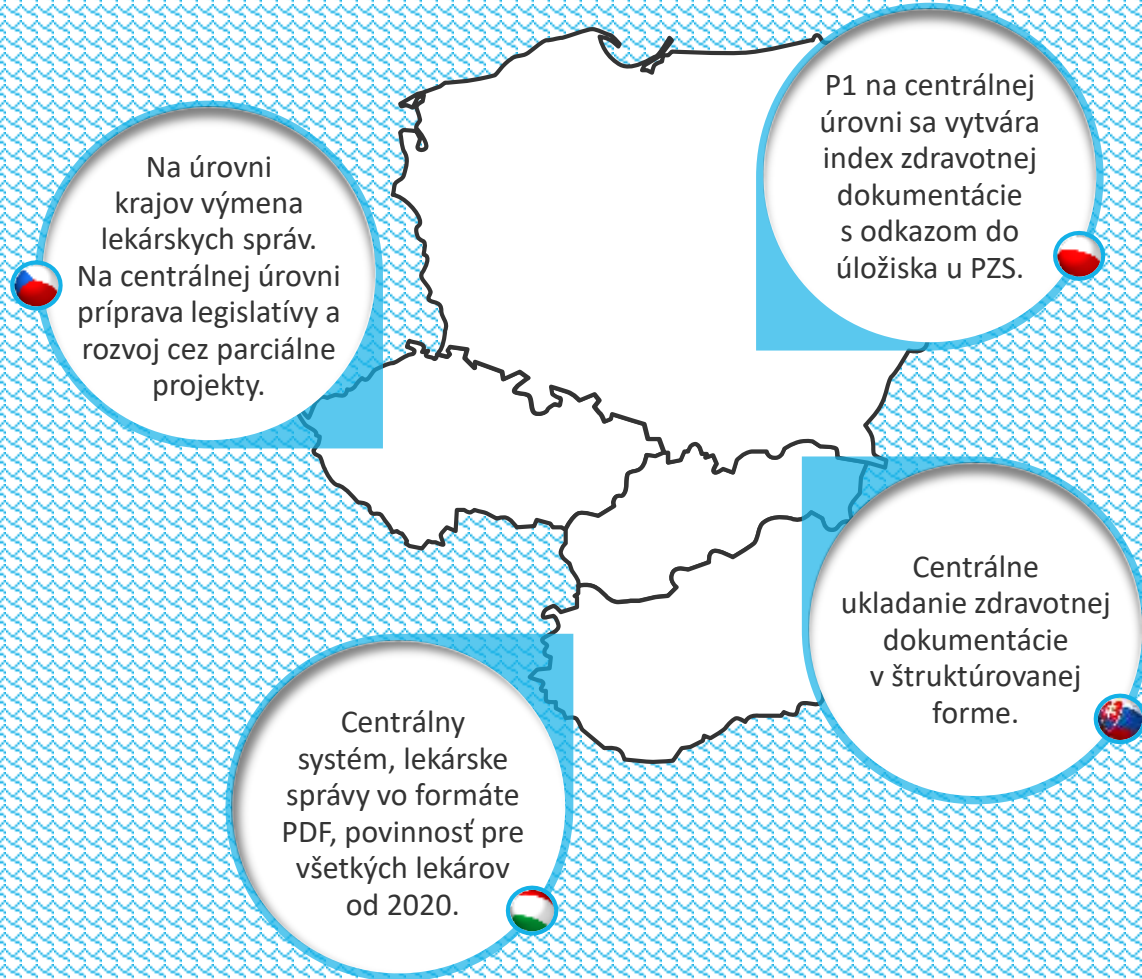 Na úrovni
krajov výmena
lekárskych správ.
Na centrálnej úrovni
príprava legislatívy a
rozvoj cez parciálne
projekty.
P1 na centrálnej
úrovni sa vytvára
index zdravotnej
dokumentácie
s odkazom do
úložiska u PZS.
Centrálne
ukladanie zdravotnej
dokumentácie
v štruktúrovanej
forme.
Centrálny
systém, lekárske
správy vo formáte
PDF, povinnosť pre
všetkých lekárov
od 2020.